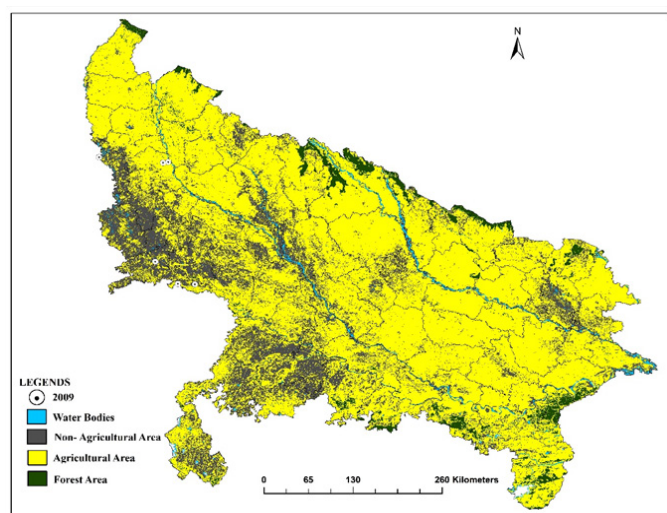 N
LEGENDS
2009
Water Bodies
Non- Agricultural Area
Agricultural Area
Forest Area
0 65 130 260 Kilometers